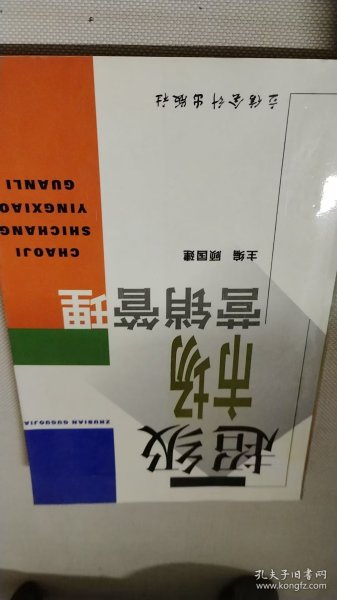 超级
市场
营销管理
主编 顾国建
ZHUBIAN GUGUOJIA
CHAOJI
SHICHANG
YINGXIAO
GUANLI
立信会计出版社
孔夫子旧书网
www.kongfz.com